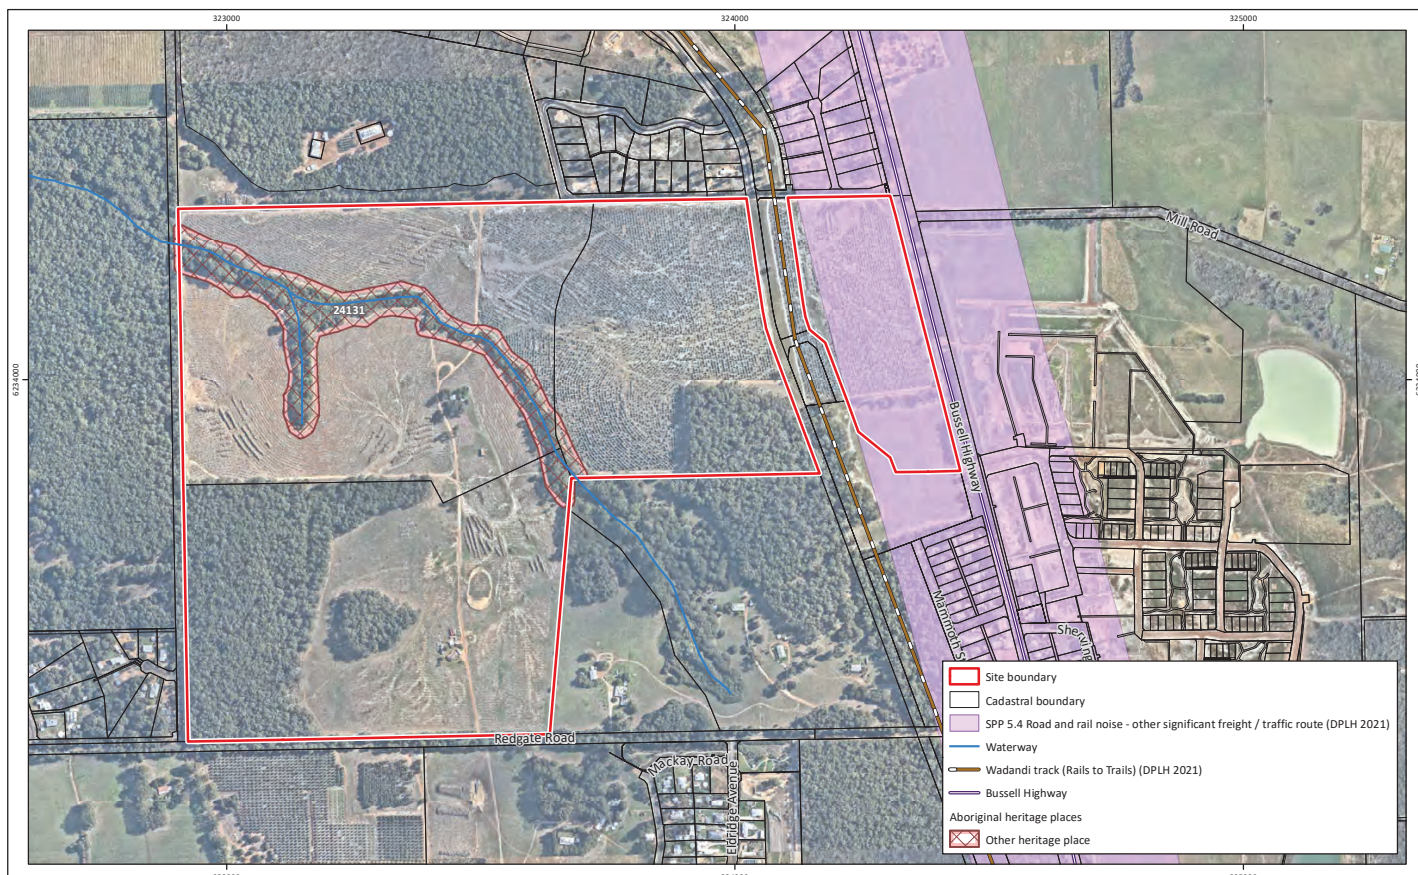 323000
324000
325000
Mill Road
24131
6234000
Bussell Highway
Mammoth S
Redgate Road
Mackay Road
Eldridge Avenue
Site boundary
Cadastral boundary
SPP 5.4 Road and rail noise - other significant freight / traffic route (DPLH 2021)
Waterway
Wadandi track (Rails to Trails) (DPLH 2021)
Bussell Highway
Aboriginal heritage places
Other heritage place